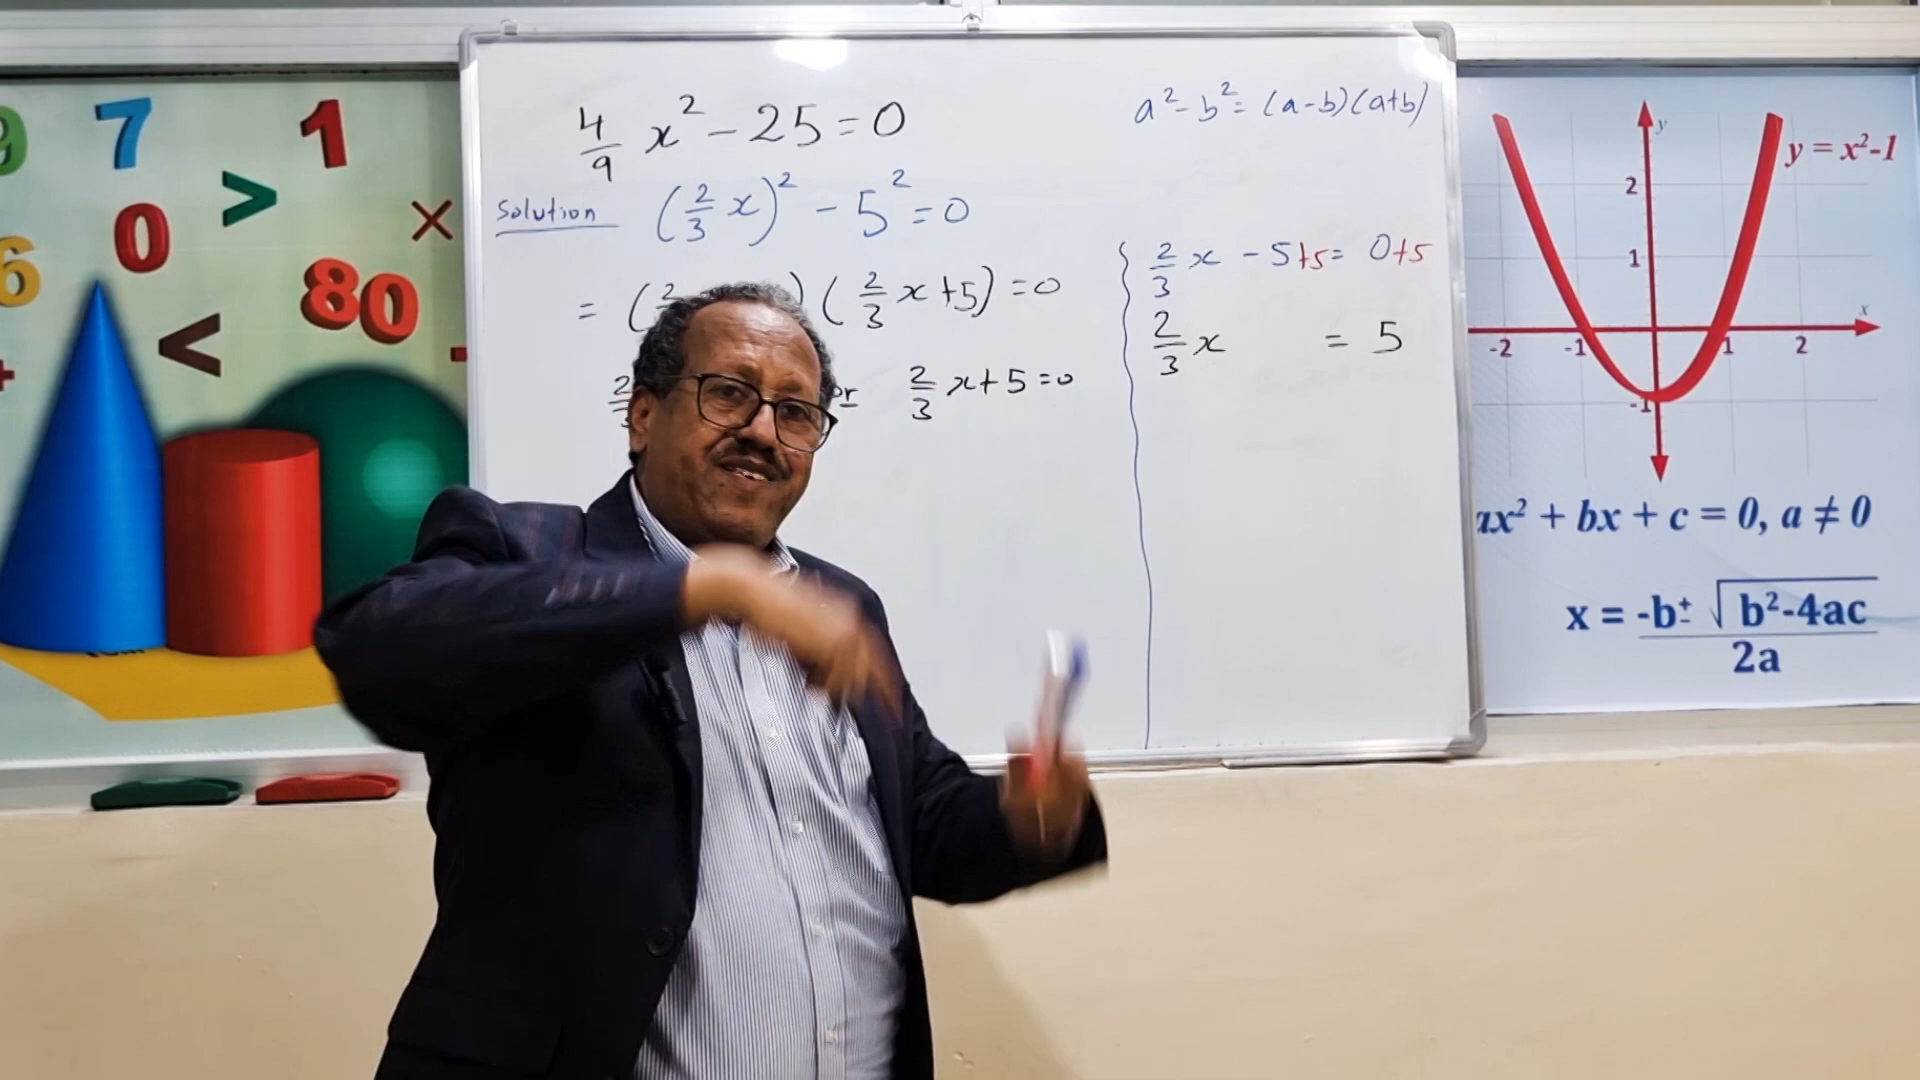 9 7 > 1
6 0 ×
< 80
4/9 x² - 25 = 0
Solution (2/3 x)² - 5² = 0
= (2 ) (2/3 x+5) = 0
2 or 2/3 x+5 = 0
a² - b² = (a-b)(a+b)
2/3 x - 5+5 = 0+5
2/3 x = 5
y
y = x²-1
2
1
x
-2 -1 1 2
-1
ax² + bx + c = 0, a ≠ 0
x = -b± √b²-4ac
2a